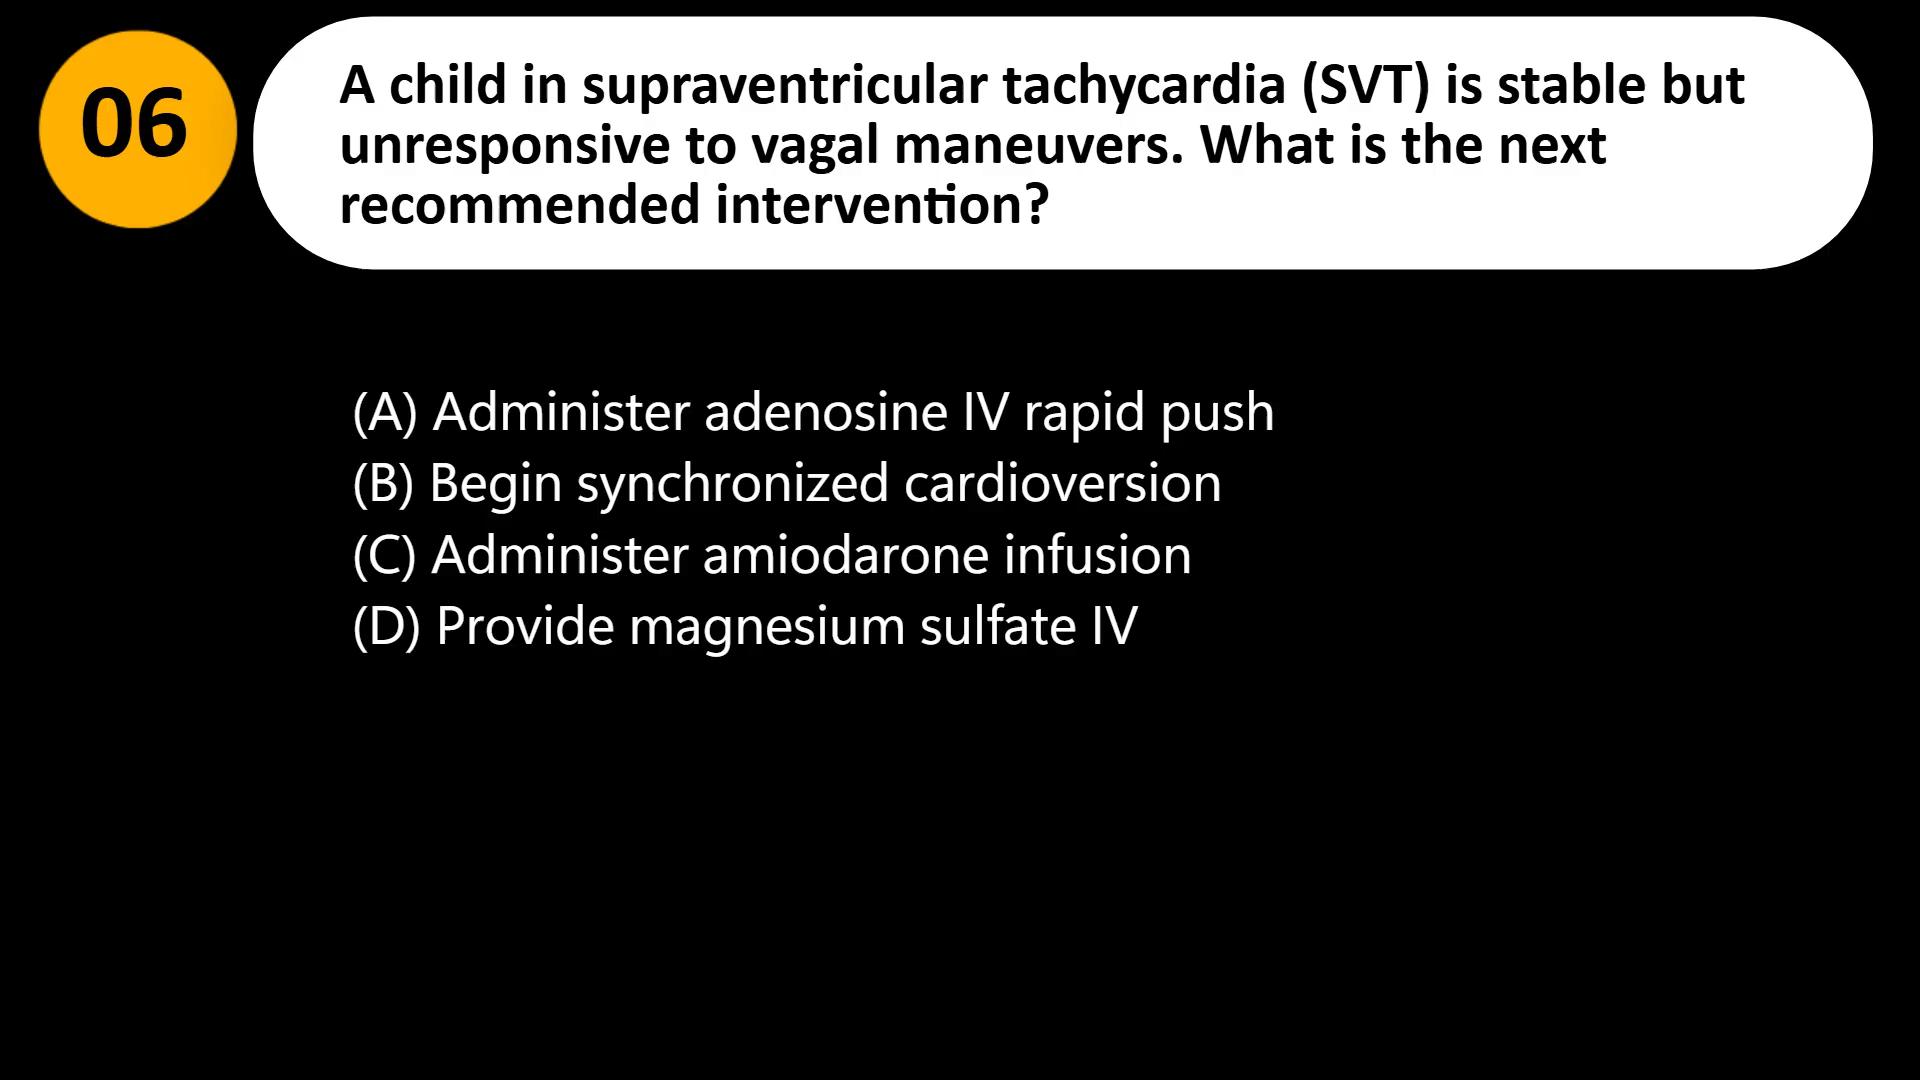 06
A child in supraventricular tachycardia (SVT) is stable but
unresponsive to vagal maneuvers. What is the next
recommended intervention?
(A) Administer adenosine IV rapid push
(B) Begin synchronized cardioversion
(C) Administer amiodarone infusion
(D) Provide magnesium sulfate IV